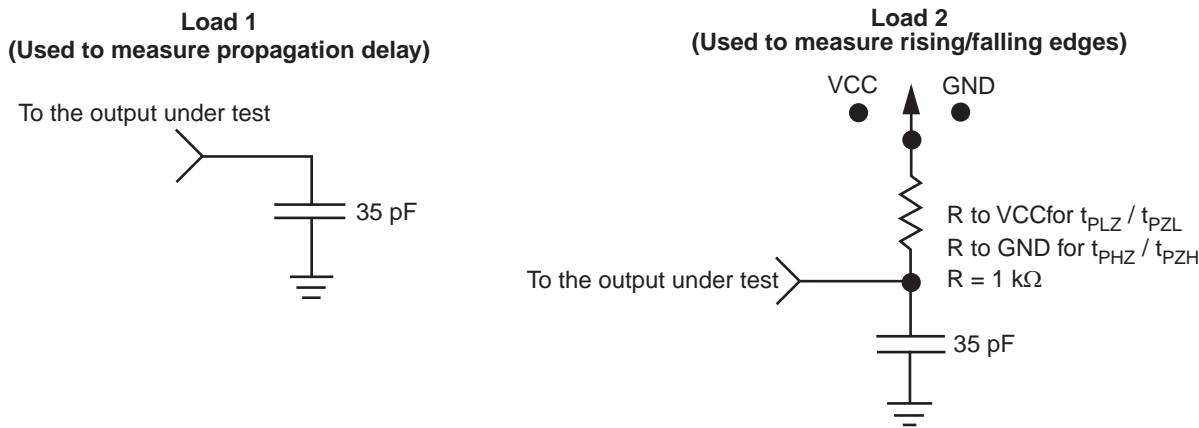 Load 1
(Used to measure propagation delay)
To the output under test
35 pF
Load 2
(Used to measure rising/falling edges)
VCC
GND
R to VCCfor tPLZ / tPZL
R to GND for tPHZ / tPZH
R = 1 kΩ
To the output under test
35 pF